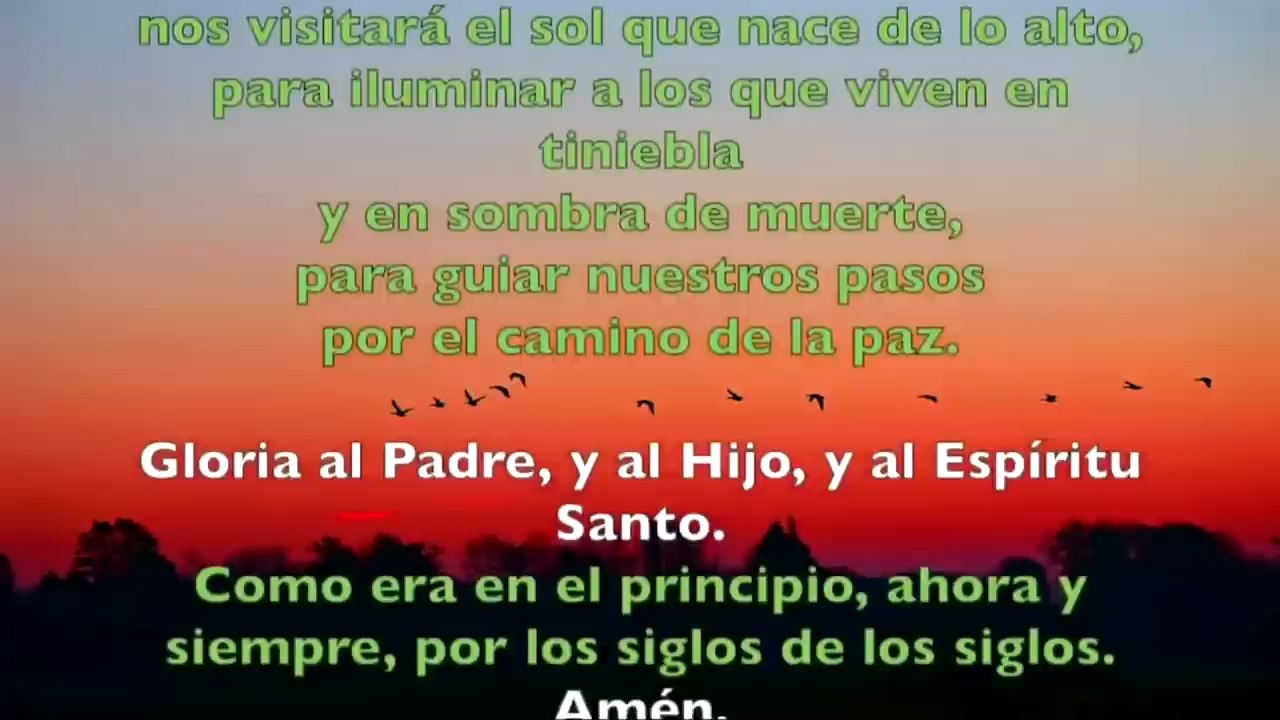 nos visitará el sol que nace de lo alto,
para iluminar a los que viven en
tiniebla
y en sombra de muerte,
para guiar nuestros pasos
por el camino de la paz.
Gloria al Padre, y al Hijo, y al Espíritu
Santo.
Como era en el principio, ahora y
siempre, por los siglos de los siglos.
Amén.